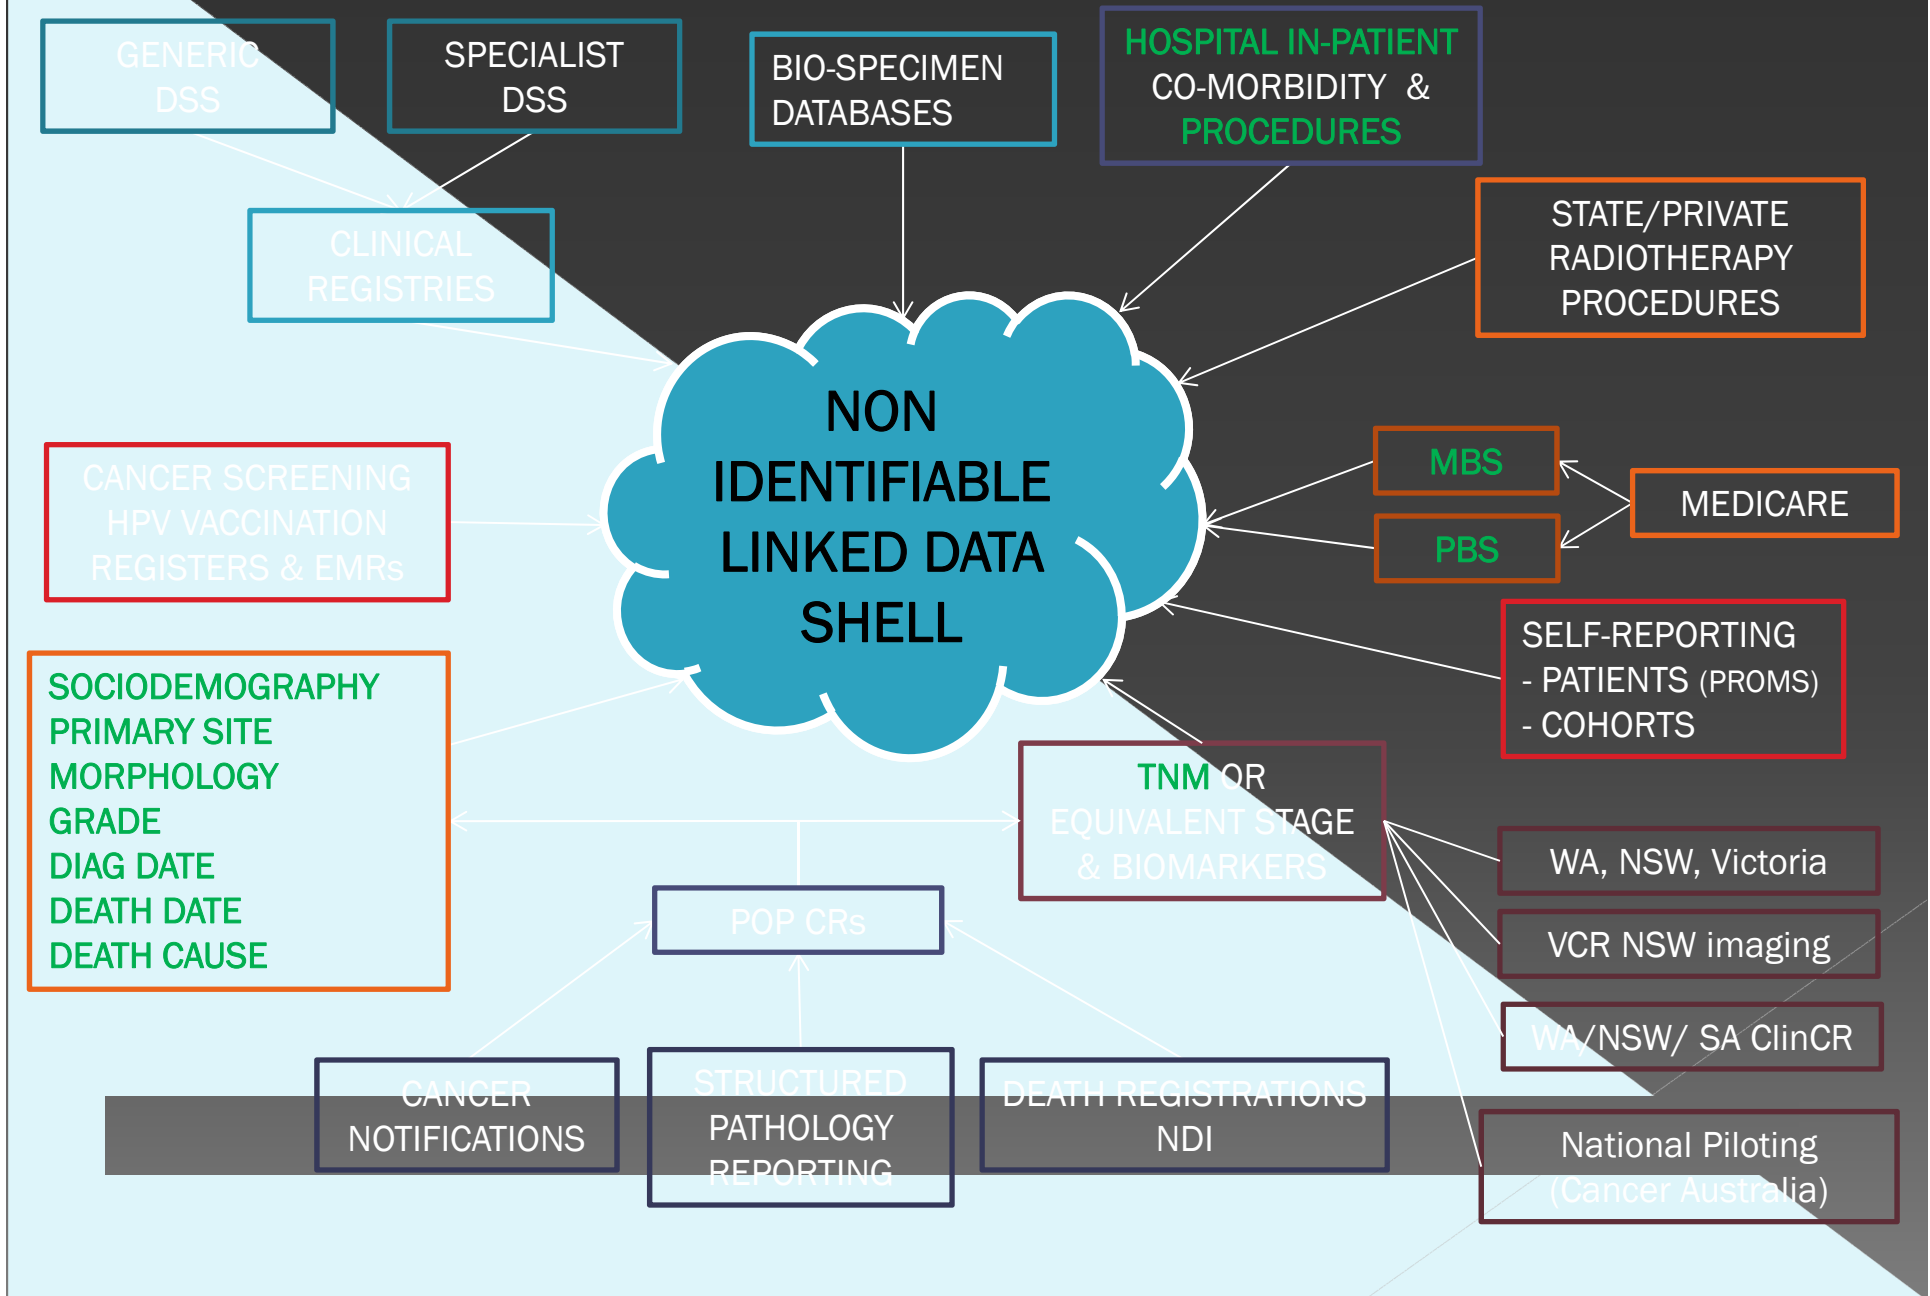 GENERIC
DSS
SPECIALIST
DSS
BIO-SPECIMEN
DATABASES
HOSPITAL IN-PATIENT
CO-MORBIDITY &
PROCEDURES
CLINICAL
REGISTRIES
STATE/PRIVATE
RADIOTHERAPY
PROCEDURES
NON
IDENTIFIABLE
LINKED DATA
SHELL
CANCER SCREENING
HPV VACCINATION
REGISTERS & EMRs
MBS
PBS
MEDICARE
SELF-REPORTING
- PATIENTS (PROMS)
- COHORTS
SOCIODEMOGRAPHY
PRIMARY SITE
MORPHOLOGY
GRADE
DIAG DATE
DEATH DATE
DEATH CAUSE
TNM OR
EQUIVALENT STAGE
& BIOMARKERS
POP CRs
WA, NSW, Victoria
VCR NSW imaging
WA/NSW/ SA ClinCR
National Piloting
(Cancer Australia)
CANCER
NOTIFICATIONS
STRUCTURED
PATHOLOGY
REPORTING
DEATH REGISTRATIONS
NDI